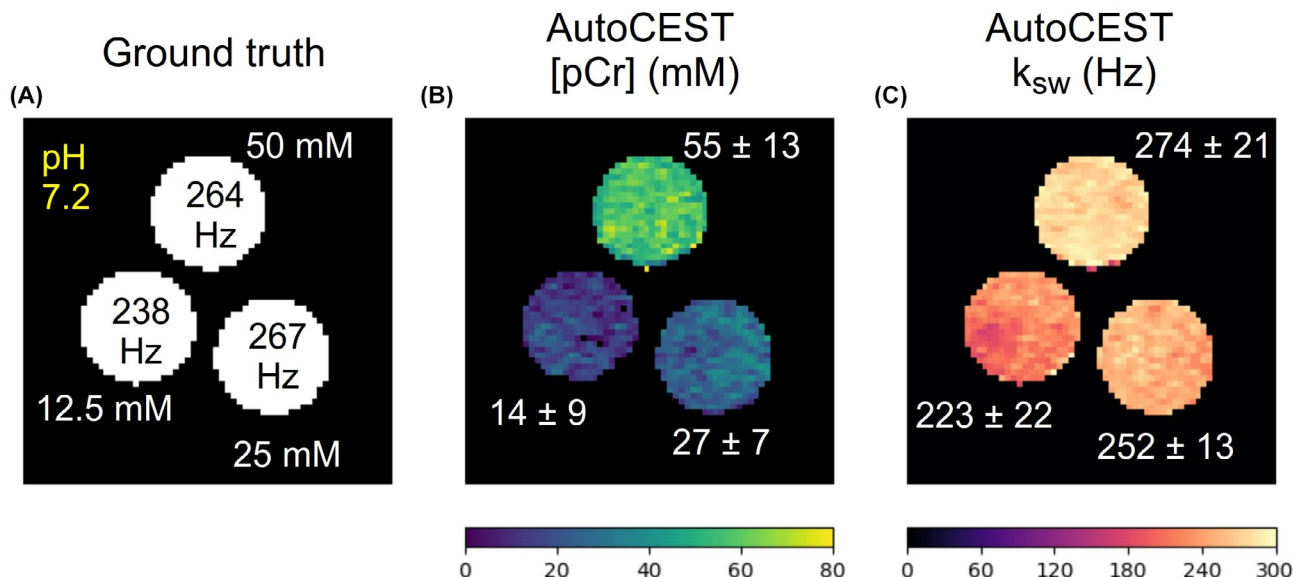 Ground truth
AutoCEST
[pCr] (mM)
AutoCEST
k_sw (Hz)
(A)
(B)
(C)
pH
7.2
50 mM
264
Hz
238
Hz
267
Hz
12.5 mM
25 mM
55 ± 13
14 ± 9
27 ± 7
274 ± 21
223 ± 22
252 ± 13
0 20 40 60 80
0 60 120 180 240 300